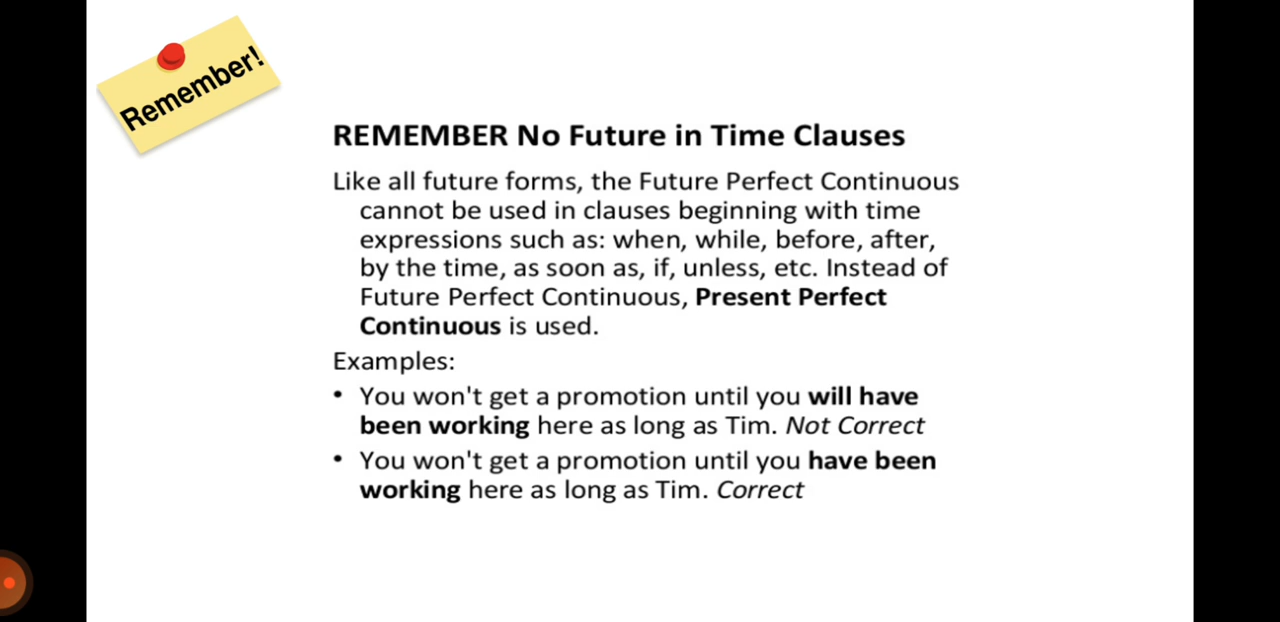 Remember!
REMEMBER No Future in Time Clauses
Like all future forms, the Future Perfect Continuous
cannot be used in clauses beginning with time
expressions such as: when, while, before, after,
by the time, as soon as, if, unless, etc. Instead of
Future Perfect Continuous, Present Perfect
Continuous is used.
Examples:
• You won't get a promotion until you will have
been working here as long as Tim. Not Correct
• You won't get a promotion until you have been
working here as long as Tim. Correct